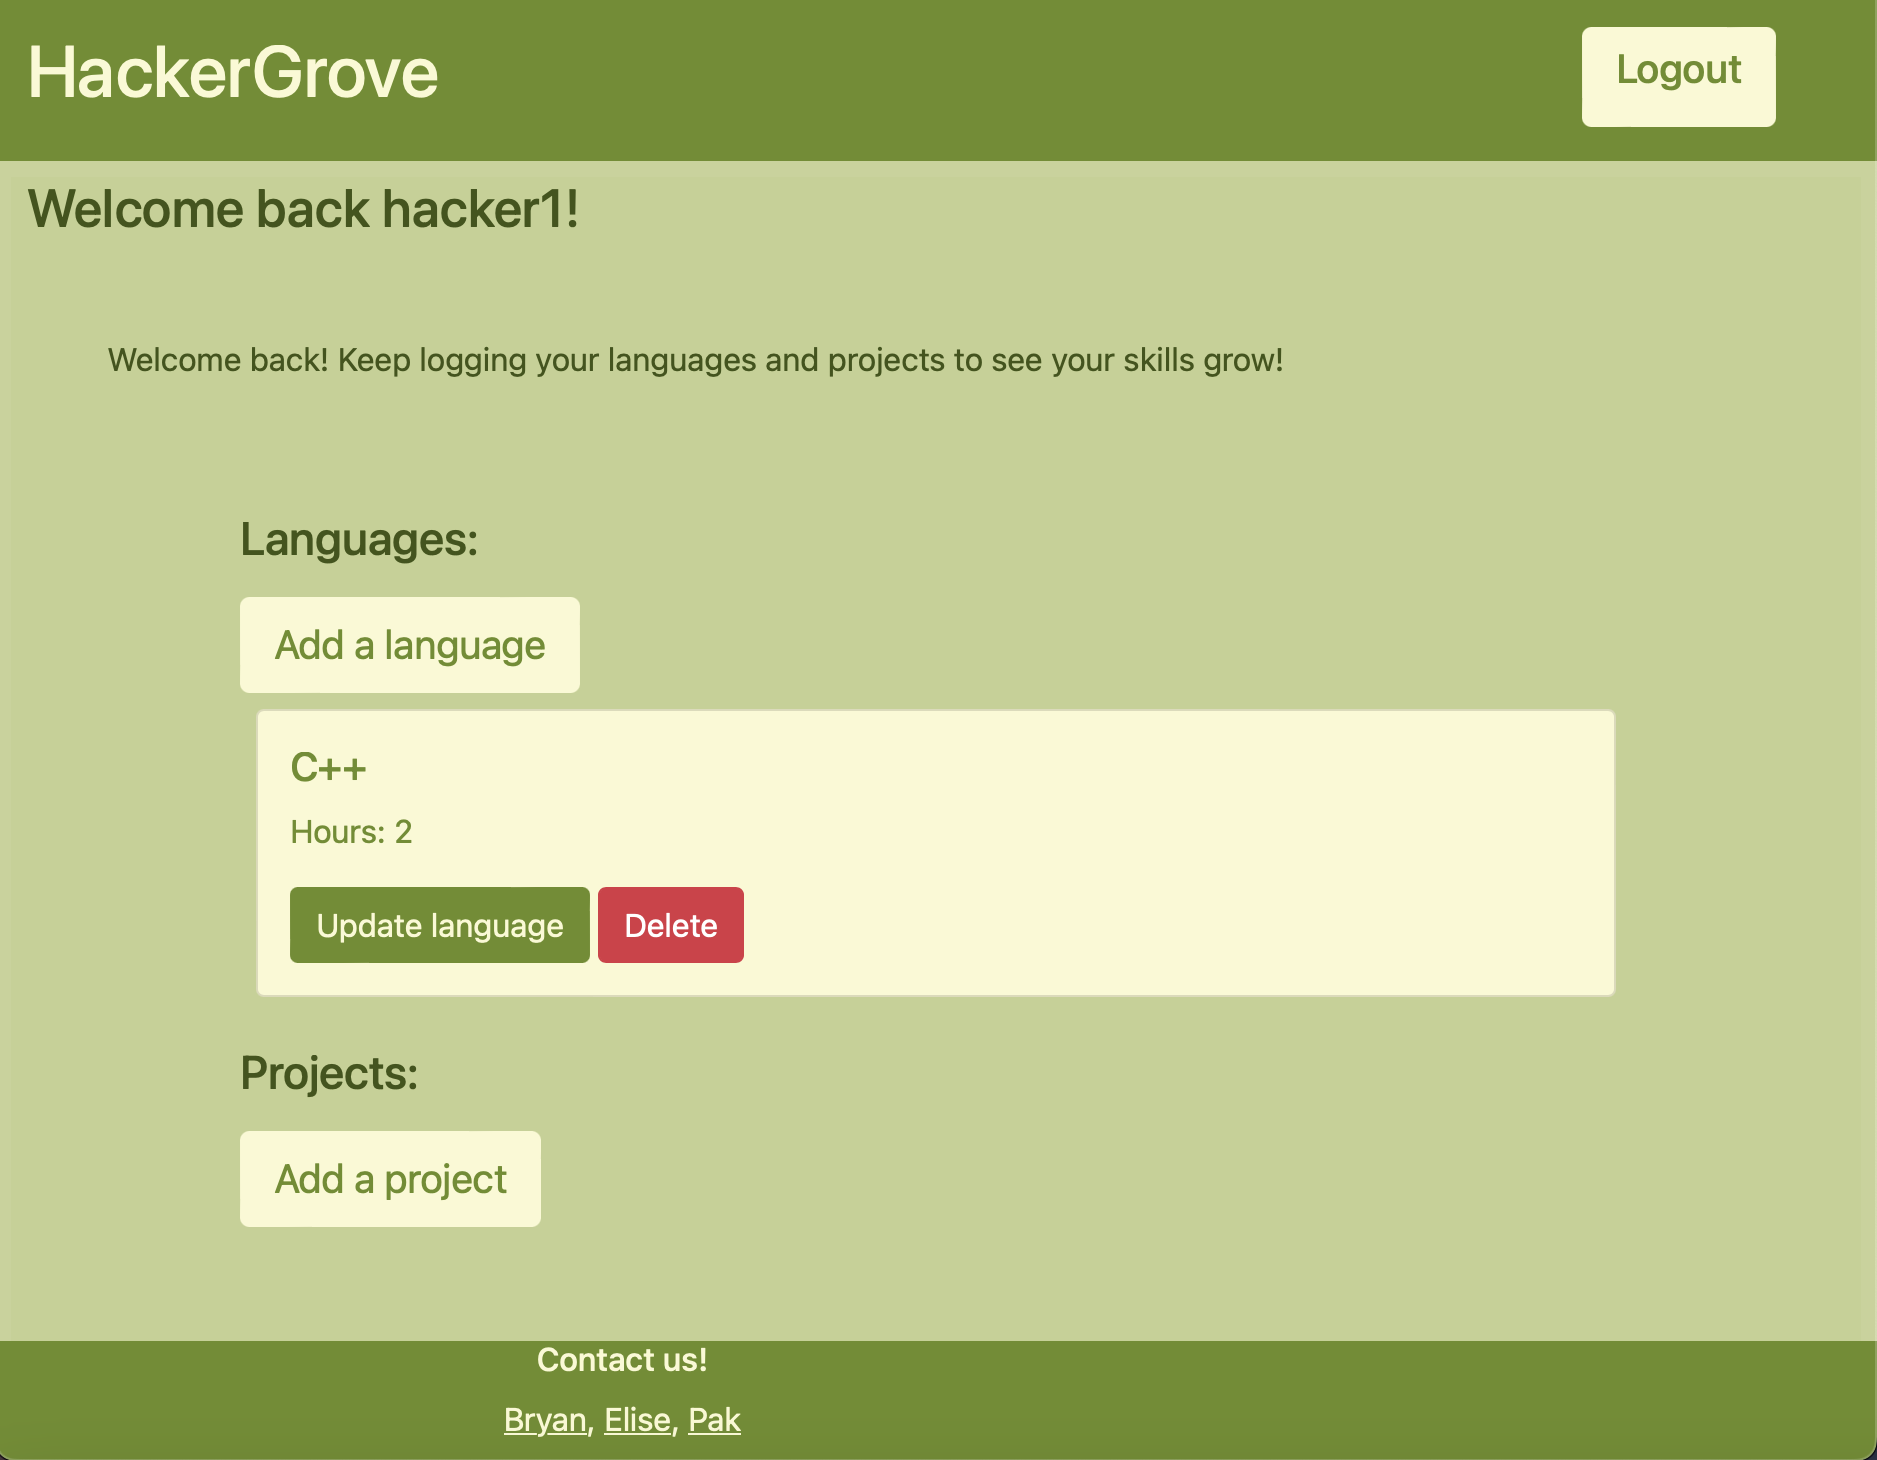 HackerGrove
Logout
Welcome back hacker1!
Welcome back! Keep logging your languages and projects to see your skills grow!
Languages:
Add a language
C++
Hours: 2
Update language
Delete
Projects:
Add a project
Contact us!
Bryan, Elise, Pak